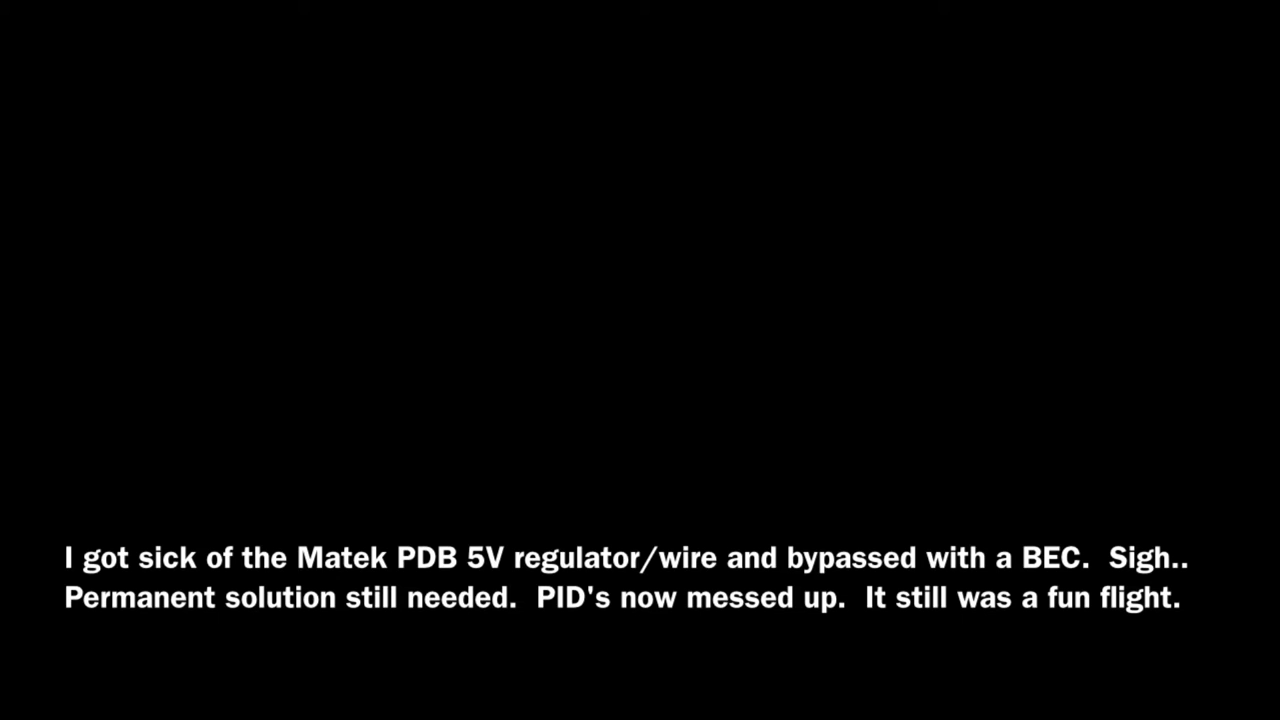 I got sick of the Matek PDB 5V regulator/wire and bypassed with a BEC.  Sigh..
Permanent solution still needed.  PID's now messed up.  It still was a fun flight.